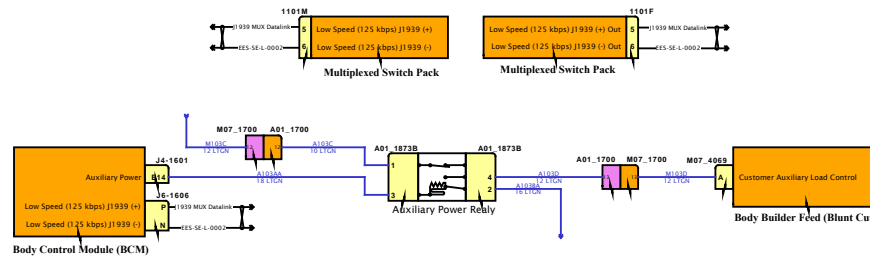 1101M
J1939 MUX Datalink
5
Low Speed (125 kbps) J1939 (+)
EES-SE-L-0002
6
Low Speed (125 kbps) J1939 (-)
Multiplexed Switch Pack
1101F
Low Speed (125 kbps) J1939 (+) Out
5
J1939 MUX Datalink
Low Speed (125 kbps) J1939 (-) Out
6
EES-SE-L-0002
Multiplexed Switch Pack
M07_1700
A01_1700
M103C
12 LTGN
12
12
A103C
10 LTGN
A01_1873B
A01_1873B
1
3
4
2
Auxiliary Power Realy
J4-1601
Auxiliary Power
E14
A103AA
18 LTGN
J6-1606
Low Speed (125 kbps) J1939 (+)
P
J1939 MUX Datalink
Low Speed (125 kbps) J1939 (-)
N
EES-SE-L-0002
Body Control Module (BCM)
A103D
12 LTGN
A103BA
16 LTGN
A01_1700
M07_1700
13
M103D
12 LTGN
M07_4069
A
Customer Auxiliary Load Control
Body Builder Feed (Blunt Cu